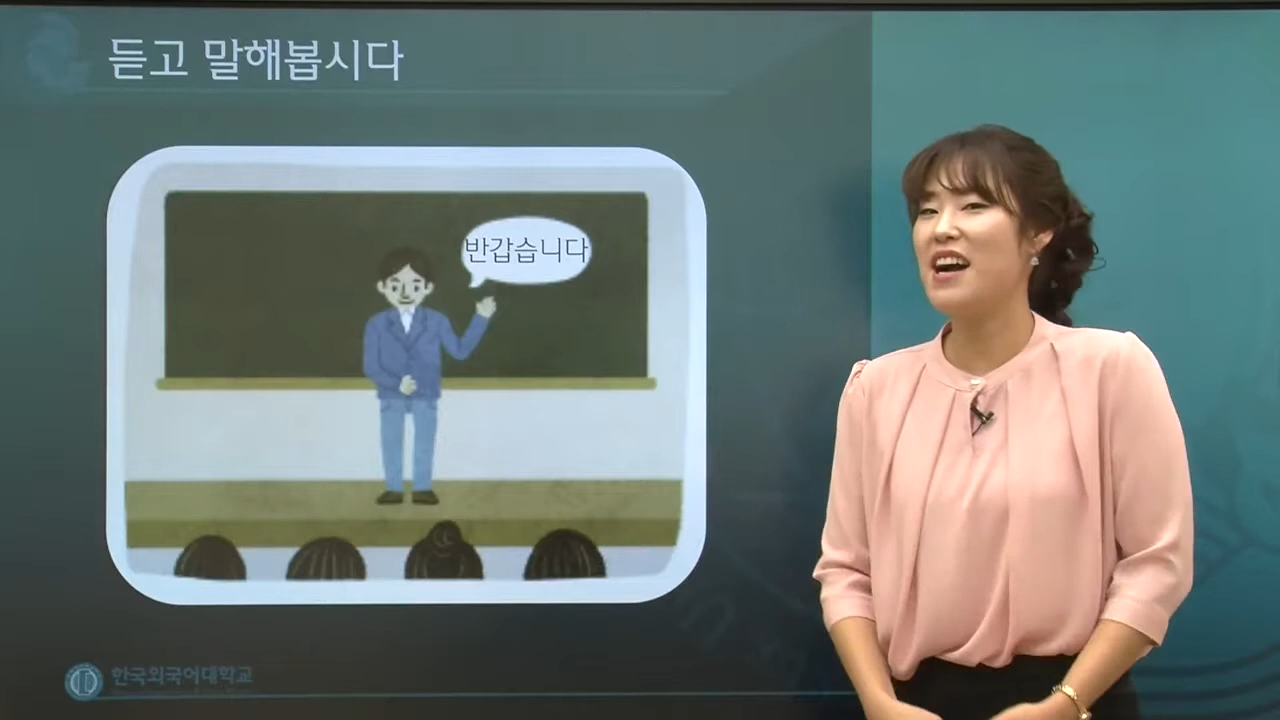 듣고 말해봅시다
반갑습니다
한국외국어대학교